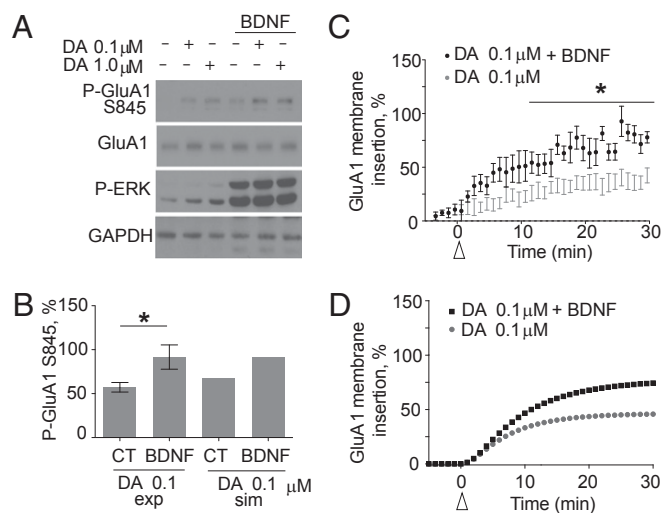 A
BDNF
DA 0.1μM - + - - + -
DA 1.0μM - - + - - +
P-GluA1
S845
GluA1
P-ERK
GAPDH
B
P-GluA1 S845, %
150
100
50
0
*
CT BDNF CT BDNF
DA 0.1 DA 0.1 μM
exp sim
C
GluA1 membrane
insertion, %
150
100
50
0
DA 0.1μM + BDNF
DA 0.1μM
*
0 10 20 30
Time (min)
D
GluA1 membrane
insertion, %
150
100
50
0
DA 0.1μM + BDNF
DA 0.1μM
0 10 20 30
Time (min)